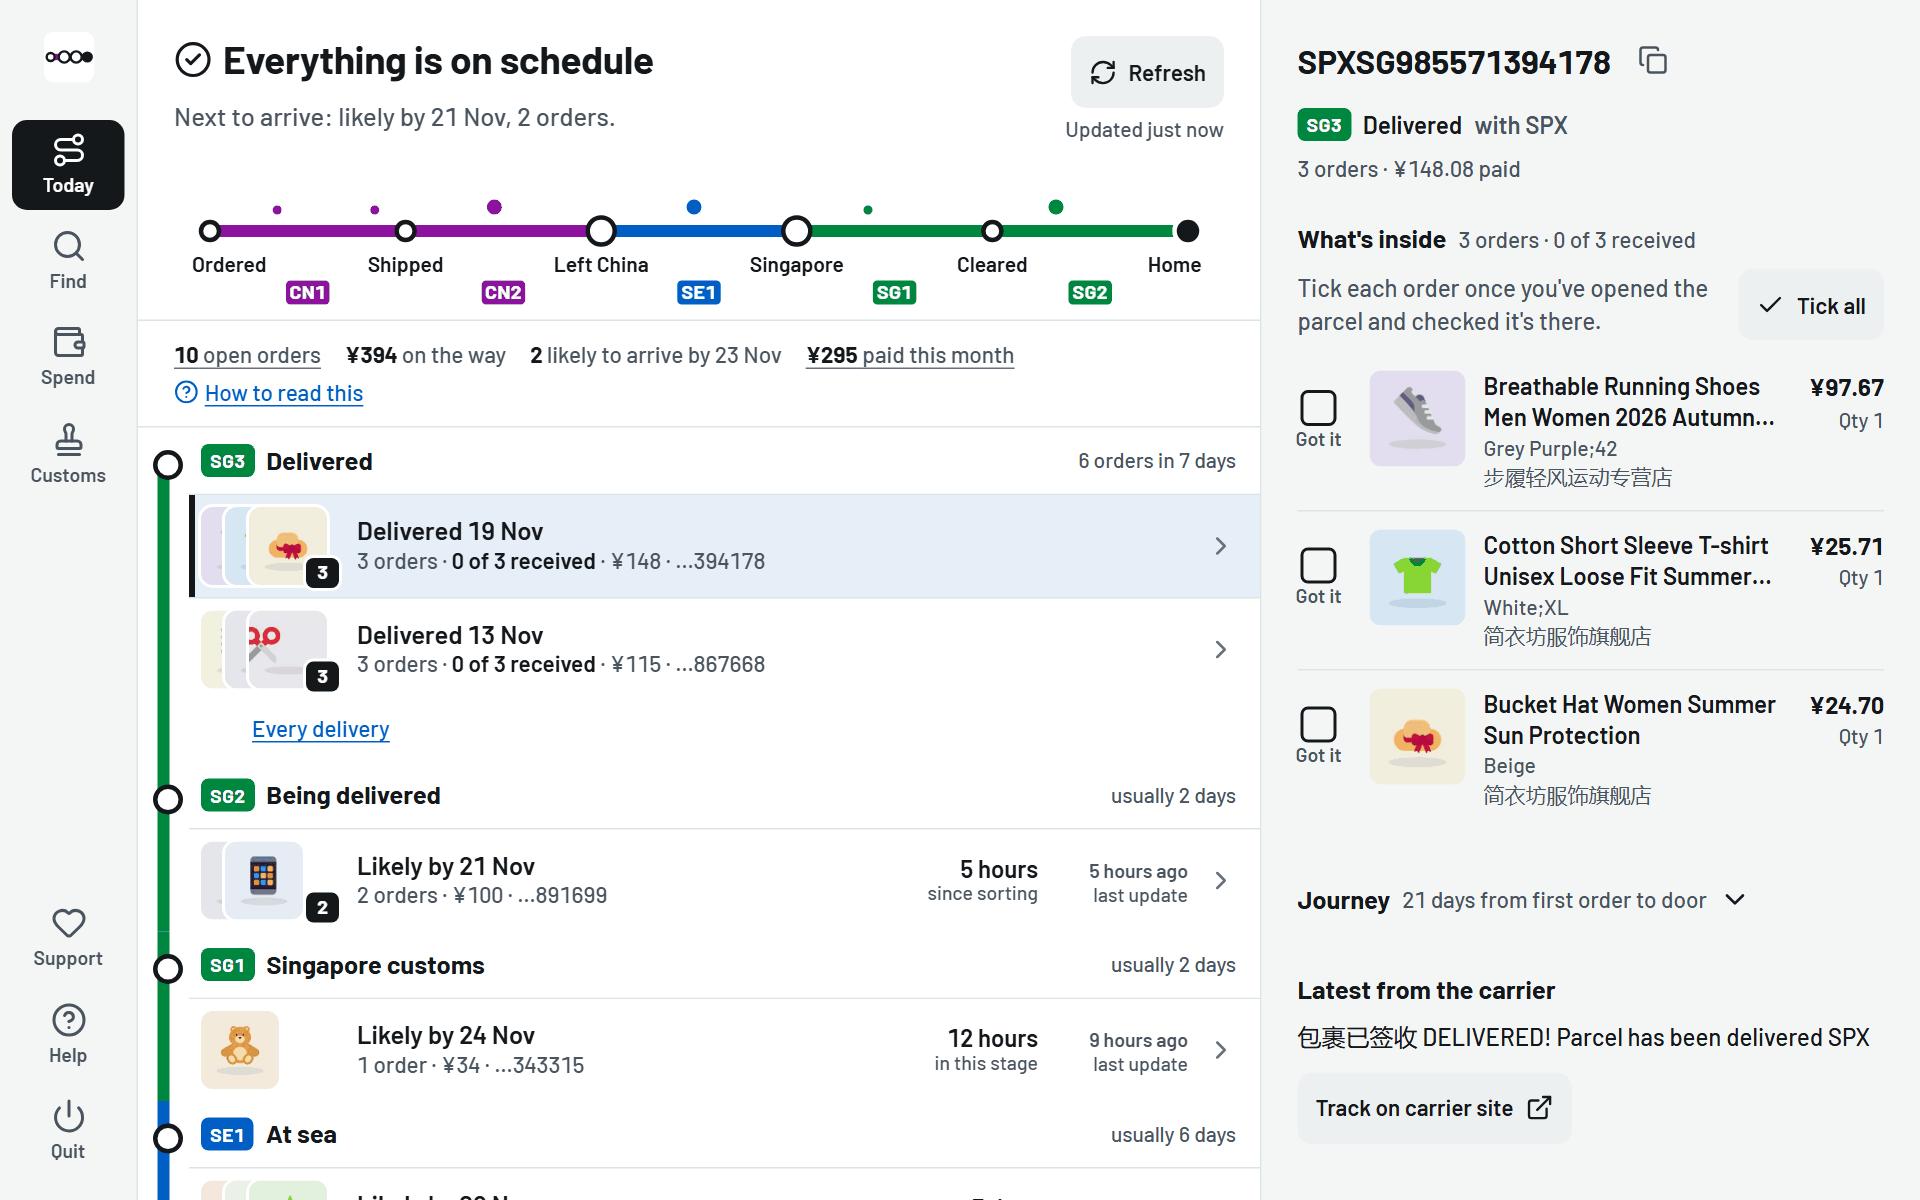 Today
Find
Spend
Customs
Support
Help
Quit
Everything is on schedule
Next to arrive: likely by 21 Nov, 2 orders.
Refresh
Updated just now
Ordered
Shipped
Left China
Singapore
Cleared
Home
CN1
CN2
SE1
SG1
SG2
10 open orders
¥394 on the way
2 likely to arrive by 23 Nov
¥295 paid this month
How to read this
SG3 Delivered
6 orders in 7 days
Delivered 19 Nov
3 orders · 0 of 3 received · ¥148 · ...394178
3
Delivered 13 Nov
3 orders · 0 of 3 received · ¥115 · ...867668
3
Every delivery
SG2 Being delivered
usually 2 days
Likely by 21 Nov
2 orders · ¥100 · ...891699
2
5 hours
since sorting
5 hours ago
last update
SG1 Singapore customs
usually 2 days
Likely by 24 Nov
1 order · ¥34 · ...343315
12 hours
in this stage
9 hours ago
last update
SE1 At sea
usually 6 days
SPXSG985571394178
SG3 Delivered with SPX
3 orders · ¥148.08 paid
What's inside 3 orders · 0 of 3 received
Tick each order once you've opened the
parcel and checked it's there.
Tick all
Got it
Breathable Running Shoes
Men Women 2026 Autumn...
Grey Purple;42
步履轻风运动专营店
¥97.67
Qty 1
Got it
Cotton Short Sleeve T-shirt
Unisex Loose Fit Summer...
White;XL
简衣坊服饰旗舰店
¥25.71
Qty 1
Got it
Bucket Hat Women Summer
Sun Protection
Beige
简衣坊服饰旗舰店
¥24.70
Qty 1
Journey 21 days from first order to door
Latest from the carrier
包裹已签收 DELIVERED! Parcel has been delivered SPX
Track on carrier site